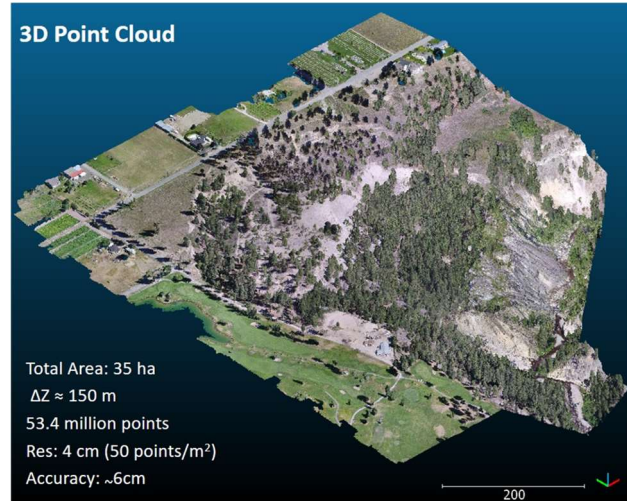 3D Point Cloud
Total Area: 35 ha
ΔZ ≈ 150 m
53.4 million points
Res: 4 cm (50 points/m²)
Accuracy: ~6cm
200